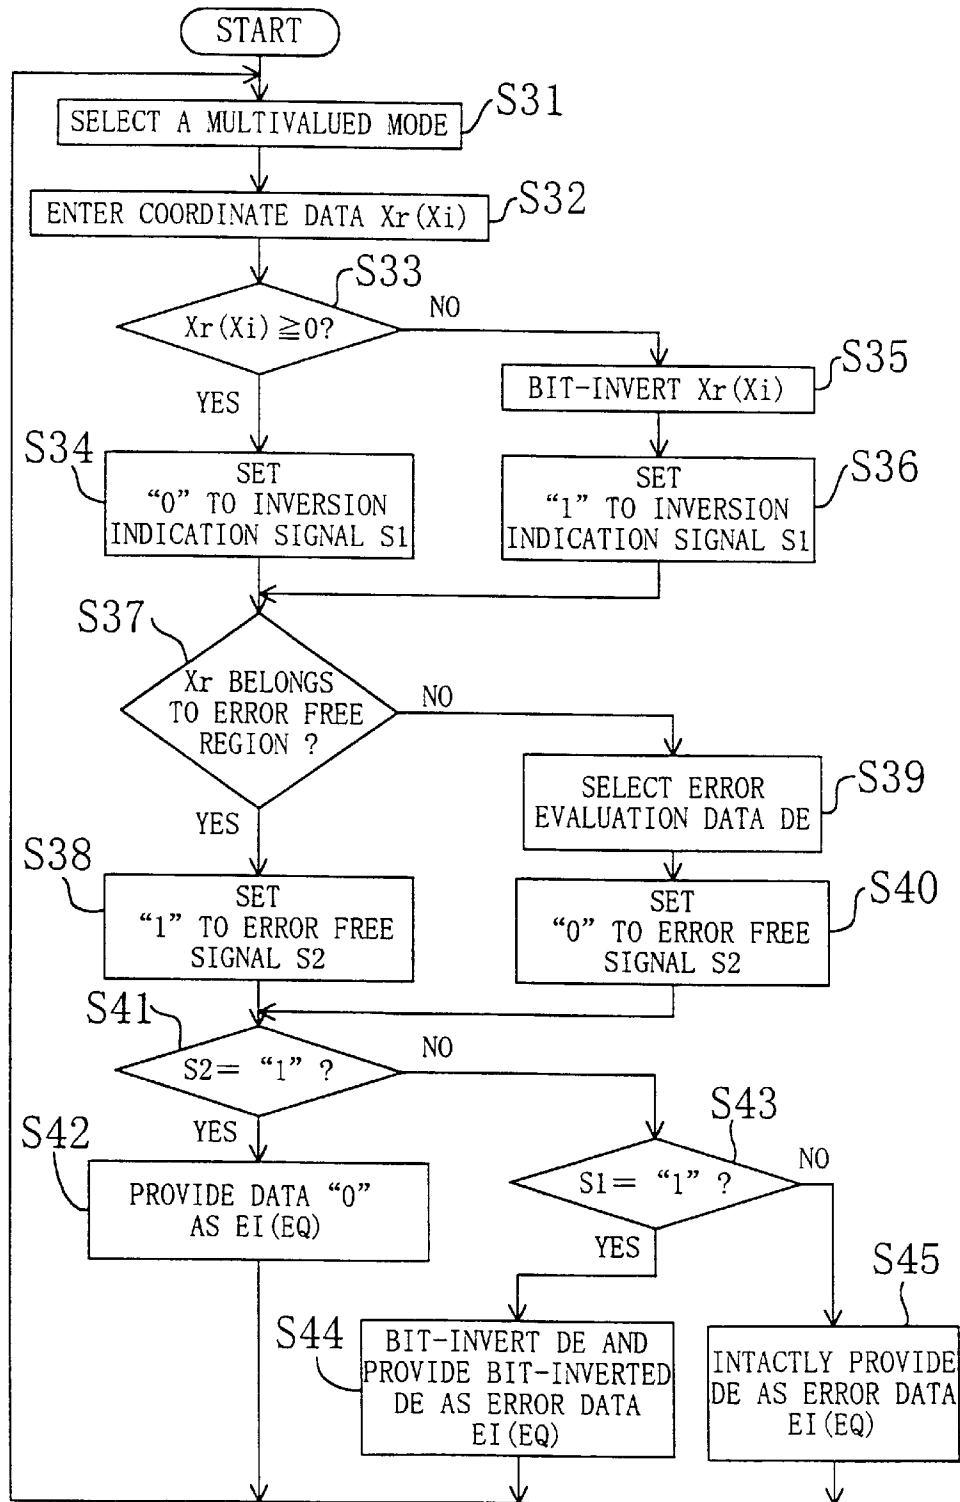 START
S31
SELECT A MULTIVALUED MODE
S32
ENTER COORDINATE DATA Xr(Xi)
S33
Xr(Xi)≧0?
NO
YES
S35
BIT-INVERT Xr(Xi)
S34
SET
“0” TO INVERSION
INDICATION SIGNAL S1
S36
SET
“1” TO INVERSION
INDICATION SIGNAL S1
S37
Xr BELONGS
TO ERROR FREE
REGION ?
NO
YES
S39
SELECT ERROR
EVALUATION DATA DE
S38
SET
“1” TO ERROR FREE
SIGNAL S2
S40
SET
“0” TO ERROR FREE
SIGNAL S2
S41
S2= “1” ?
NO
YES
S42
PROVIDE DATA “0”
AS EI(EQ)
S43
S1= “1” ?
NO
YES
S44
BIT-INVERT DE AND
PROVIDE BIT-INVERTED
DE AS ERROR DATA
EI(EQ)
S45
INTACTLY PROVIDE
DE AS ERROR DATA
EI(EQ)